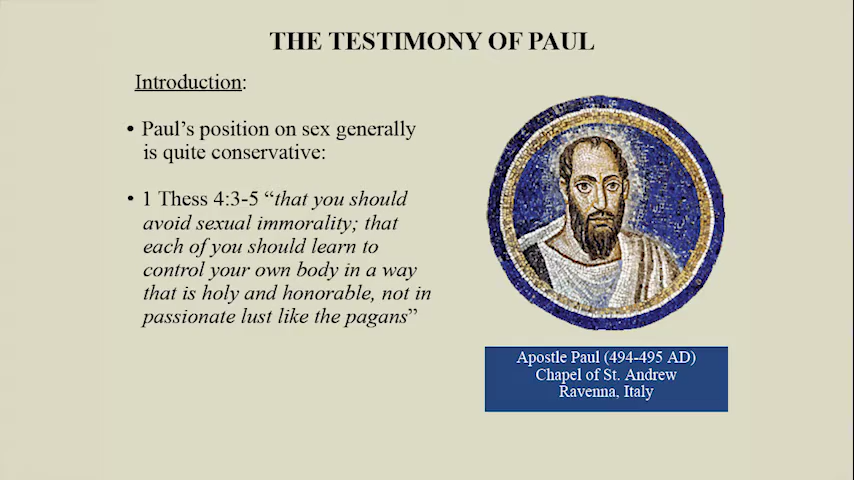 THE TESTIMONY OF PAUL
Introduction:
• Paul’s position on sex generally
is quite conservative:
• 1 Thess 4:3-5 “that you should
avoid sexual immorality; that
each of you should learn to
control your own body in a way
that is holy and honorable, not in
passionate lust like the pagans”
Apostle Paul (494-495 AD)
Chapel of St. Andrew
Ravenna, Italy